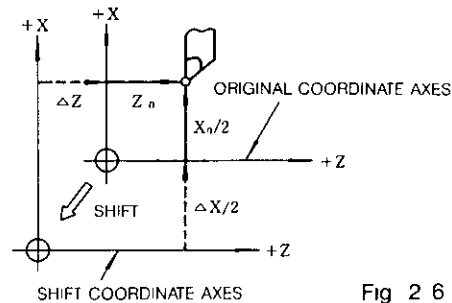 +X
+X
△Z
Zₙ
ORIGINAL COORDINATE AXES
Xₙ/2
+Z
SHIFT
△X/2
+Z
SHIFT COORDINATE AXES
Fig 2 6